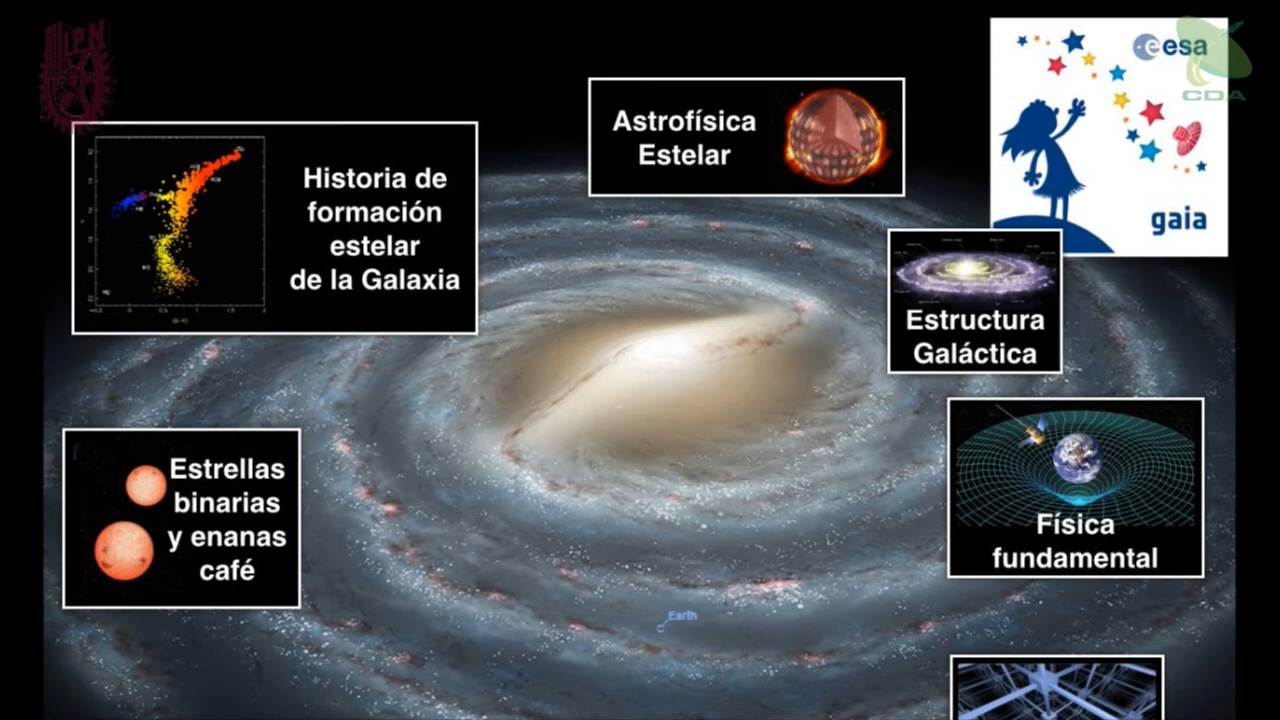 IPN
Historia de
formación
estelar
de la Galaxia
Astrofísica
Estelar
esa
CDA
gaia
Estructura
Galáctica
Estrellas
binarias
y enanas
café
Física
fundamental
Earth